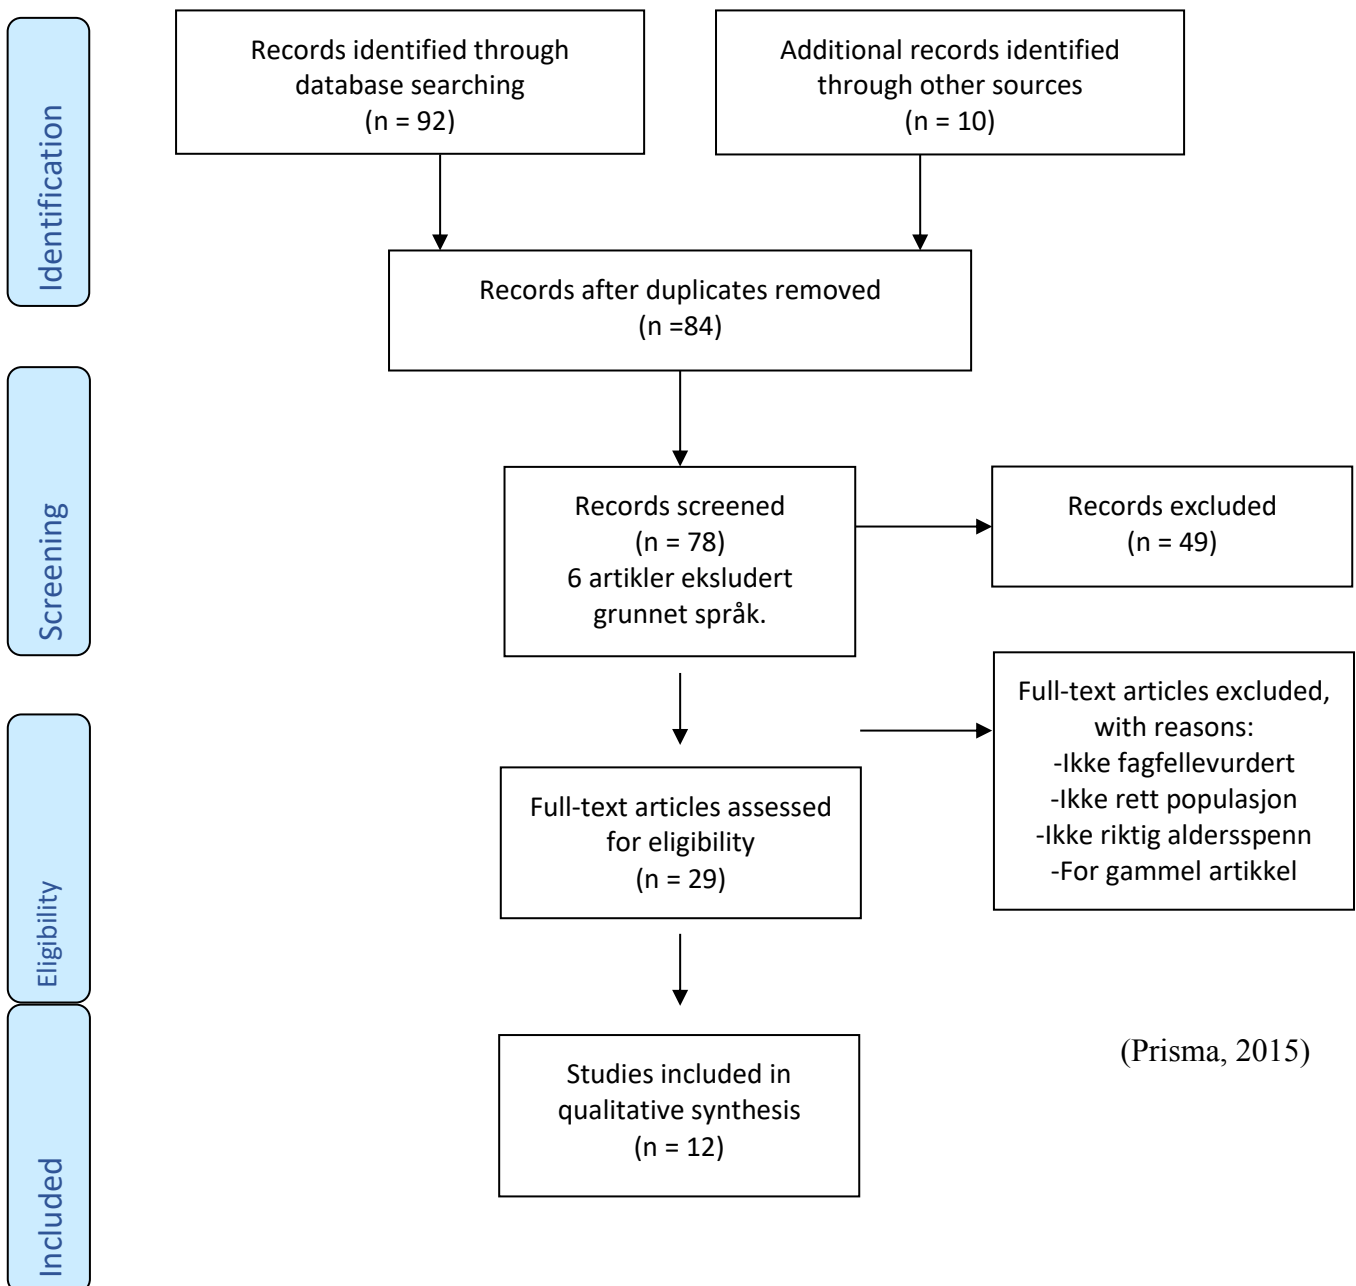 Identification
Records identified through
database searching
(n = 92)
Additional records identified
through other sources
(n = 10)
Records after duplicates removed
(n =84)
Screening
Records screened
(n = 78)
6 artikler eksludert
grunnet språk.
Records excluded
(n = 49)
Eligibility
Full-text articles assessed
for eligibility
(n = 29)
Full-text articles excluded,
with reasons:
-Ikke fagfellevurdert
-Ikke rett populasjon
-Ikke riktig aldersspenn
-For gammel artikkel
Included
Studies included in
qualitative synthesis
(n = 12)
(Prisma, 2015)